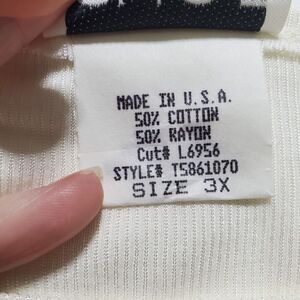 MADE IN U.S.A.
50% COTTON
50% RAYON
Cut# L6956
STYLE# T5861070
SIZE 3X